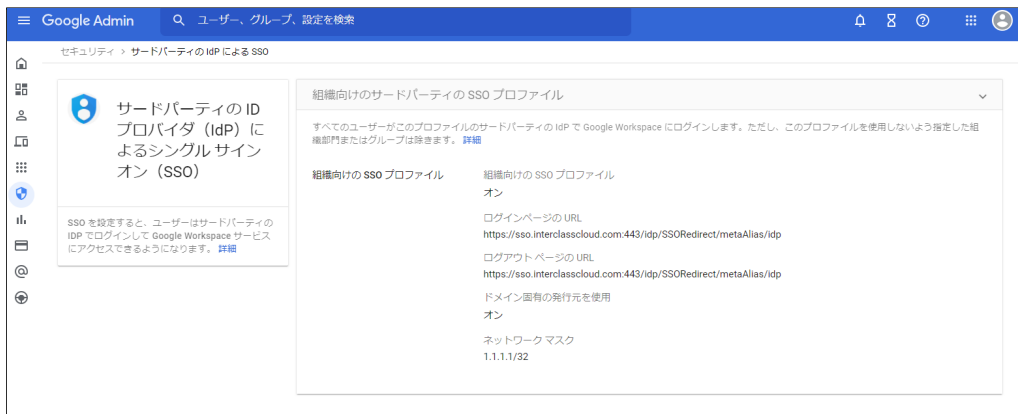 Google Admin
ユーザー、グループ、設定を検索
セキュリティ > サードパーティの IdP による SSO
サードパーティの ID
プロバイダ（IdP）に
よるシングル サイン
オン（SSO）
SSO を設定すると、ユーザーはサードパーティの
IDP でログインして Google Workspace サービス
にアクセスできるようになります。 詳細
組織向けのサードパーティの SSO プロファイル
すべてのユーザーがこのプロファイルのサードパーティの IdP で Google Workspace にログインします。ただし、このプロファイルを使用しないよう指定した組
織部門またはグループは除きます。 詳細
組織向けの SSO プロファイル
組織向けの SSO プロファイル
オン
ログインページの URL
https://sso.interclasscloud.com:443/idp/SSORedirect/metaAlias/idp
ログアウト ページの URL
https://sso.interclasscloud.com:443/idp/SSORedirect/metaAlias/idp
ドメイン固有の発行元を使用
オン
ネットワーク マスク
1.1.1.1/32